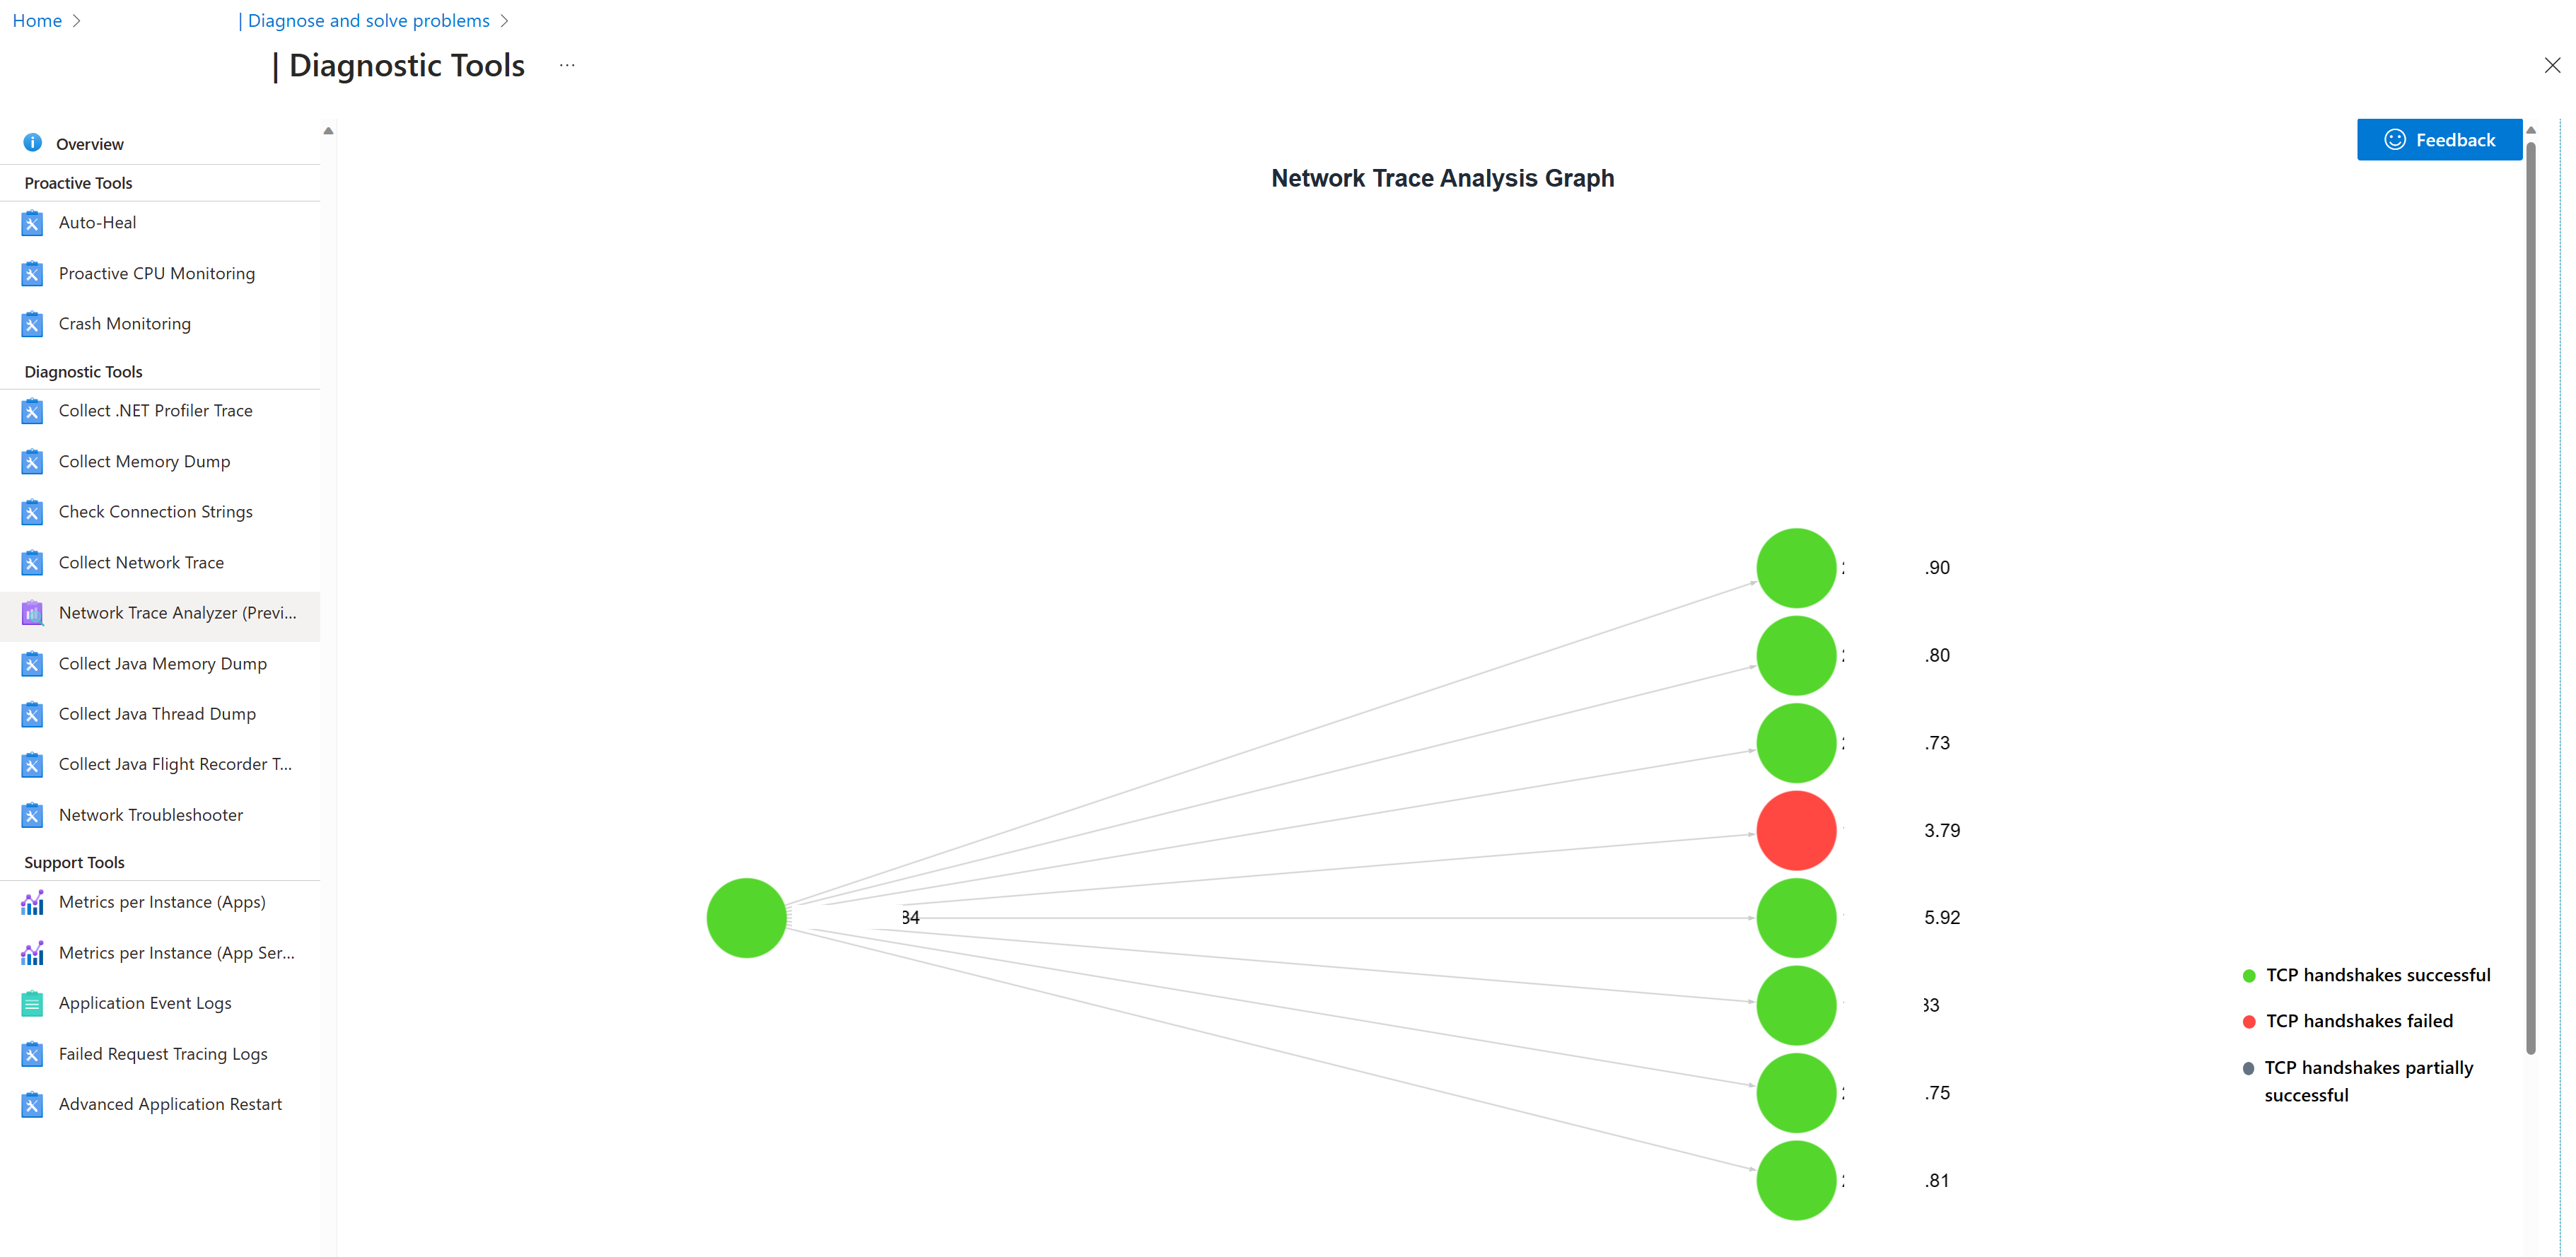 Home
| Diagnose and solve problems
| Diagnostic Tools
...
Overview
Proactive Tools
Auto-Heal
Proactive CPU Monitoring
Crash Monitoring
Diagnostic Tools
Collect .NET Profiler Trace
Collect Memory Dump
Check Connection Strings
Collect Network Trace
Network Trace Analyzer (Previ...
Collect Java Memory Dump
Collect Java Thread Dump
Collect Java Flight Recorder T...
Network Troubleshooter
Support Tools
Metrics per Instance (Apps)
Metrics per Instance (App Ser...
Application Event Logs
Failed Request Tracing Logs
Advanced Application Restart
Feedback
Network Trace Analysis Graph
.90
.80
.73
3.79
84
5.92
33
.75
.81
TCP handshakes successful
TCP handshakes failed
TCP handshakes partially
successful